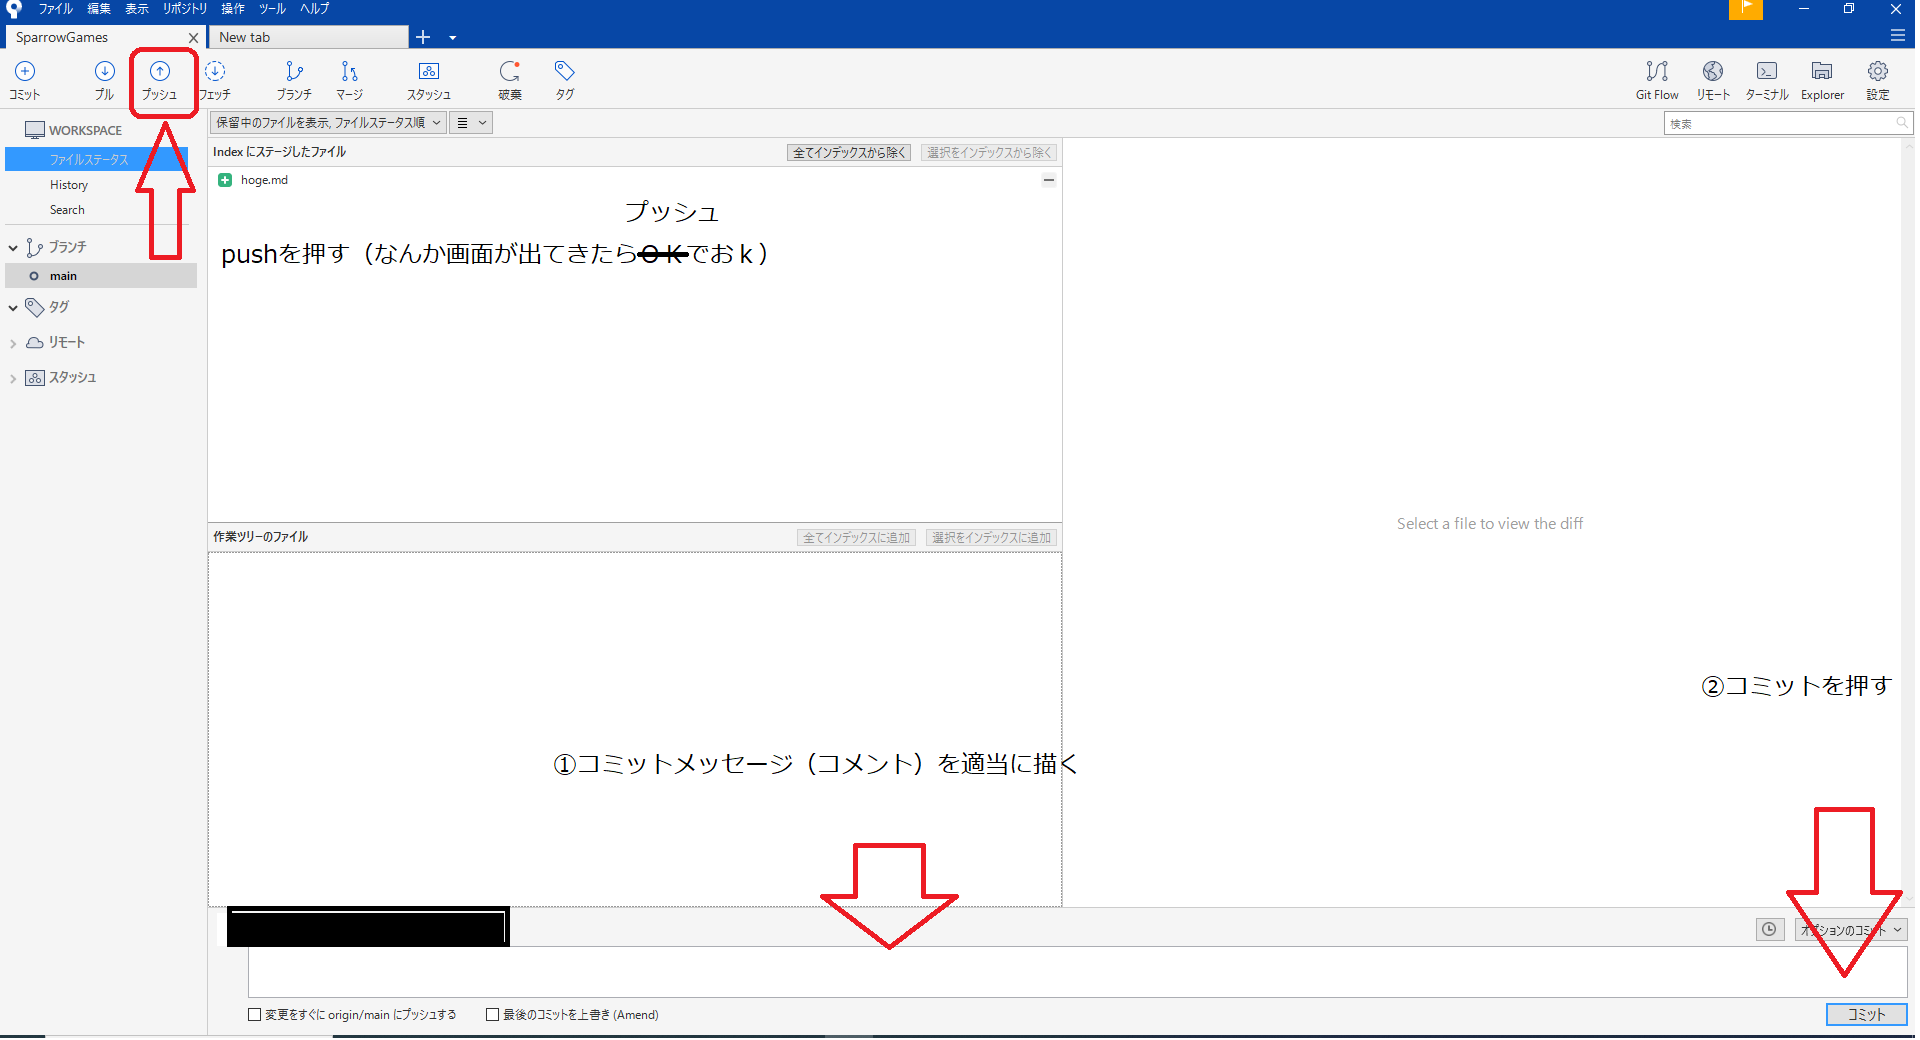 ファイル 編集 表示 リポジトリ 操作 ツール ヘルプ
SparrowGames New tab
コミット プル プッシュ フェッチ ブランチ マージ スタッシュ 破棄 タグ Git Flow リモート ターミナル Explorer 設定
WORKSPACE
ファイルステータス
History
Search
ブランチ
main
タグ
リモート
スタッシュ
保留中のファイルを表示, ファイルステータス順
検索
Index にステージしたファイル 全てインデックスから除く 選択をインデックスから除く
hoge.md
プッシュ
pushを押す（なんか画面が出てきたらＯＫでおｋ）
作業ツリーのファイル 全てインデックスに追加 選択をインデックスに追加
Select a file to view the diff
②コミットを押す
①コミットメッセージ（コメント）を適当に描く
オプションのコミット
変更をすぐに origin/main にプッシュする 最後のコミットを上書き (Amend)
コミット